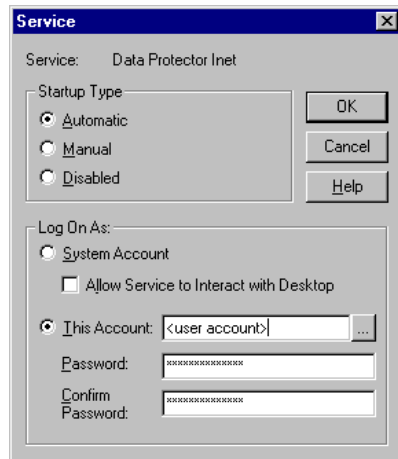 Service
Service: Data Protector Inet
Startup Type
Automatic
Manual
Disabled
OK
Cancel
Help
Log On As:
System Account
Allow Service to Interact with Desktop
This Account: <user account> ...
Password: **************
Confirm
Password: **************